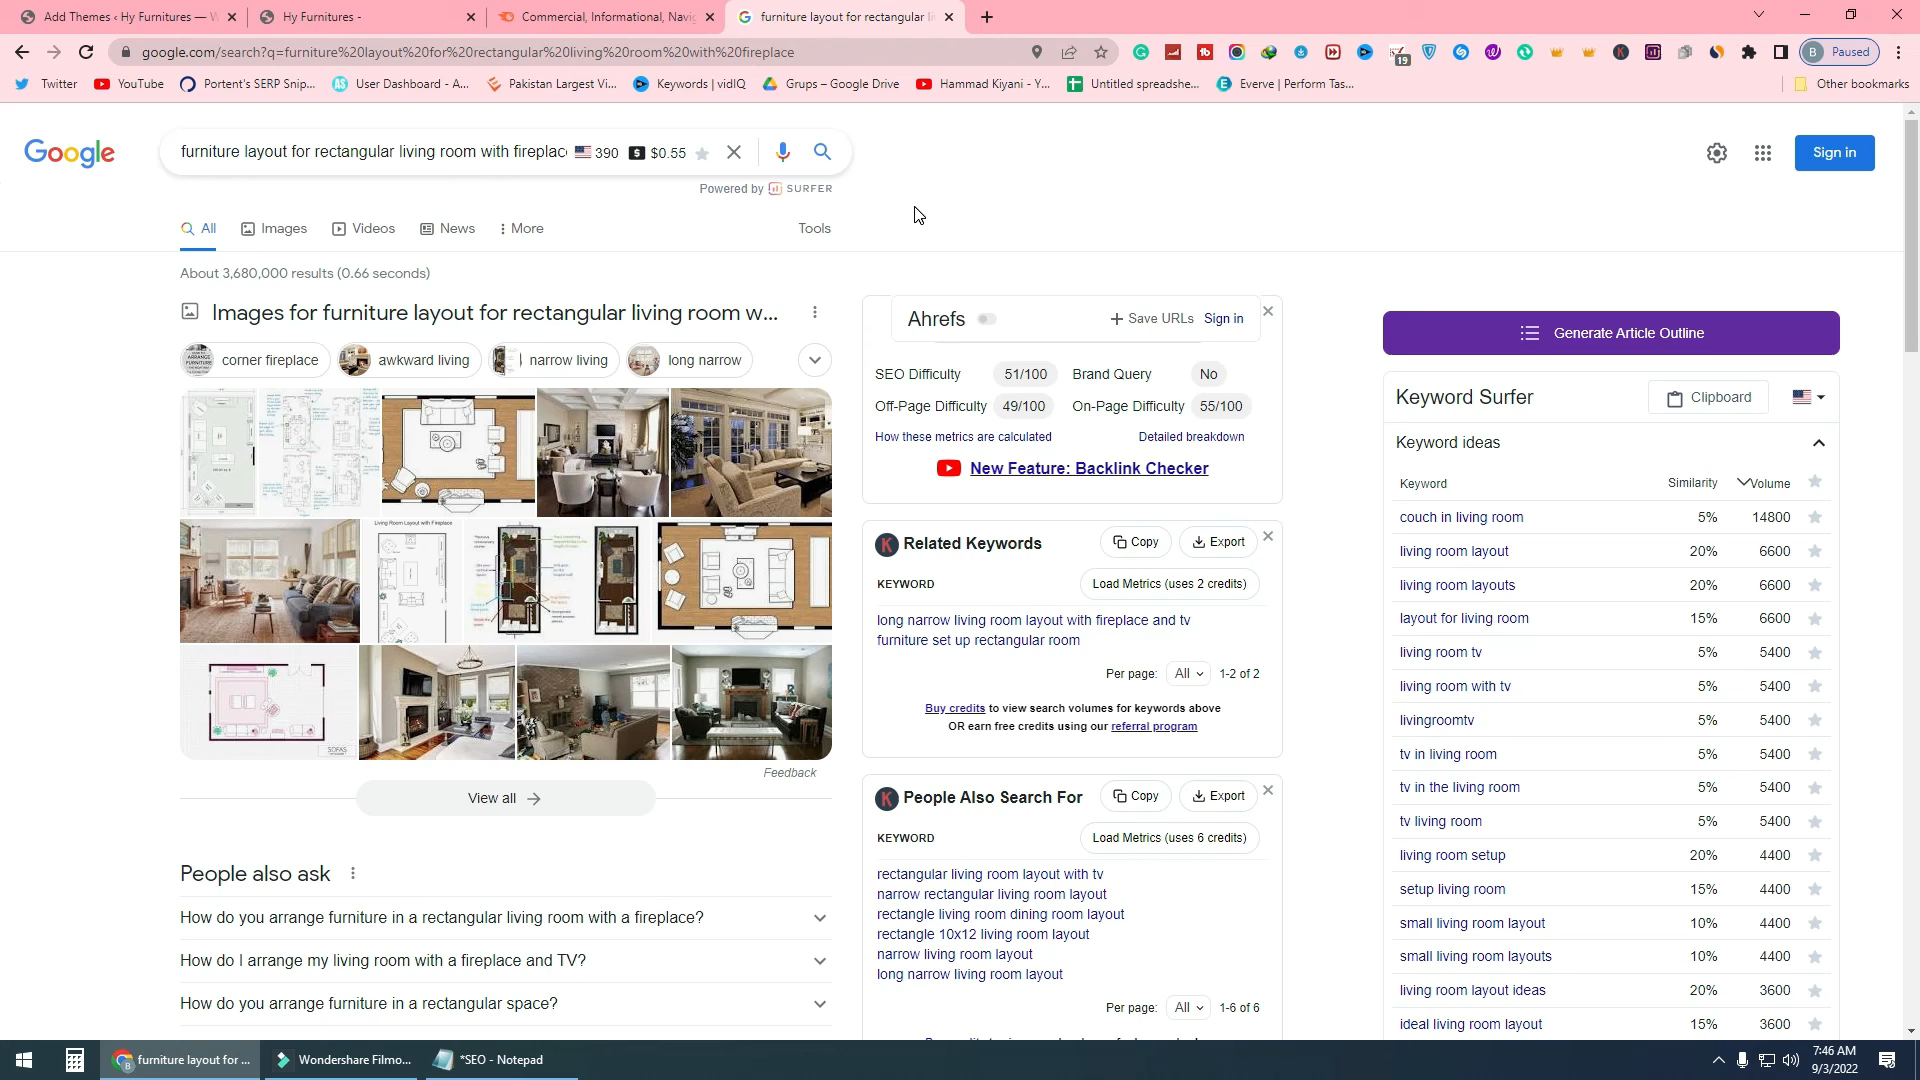 Add Themes ‹ Hy Furnitures — W
Hy Furnitures -
Commercial, Informational, Navig
furniture layout for rectangular li
google.com/search?q=furniture%20layout%20for%20rectangular%20living%20room%20with%20fireplace
19
B Paused
Twitter
YouTube
Portent's SERP Snip...
User Dashboard - A...
Pakistan Largest Vi...
Keywords | vidIQ
Grups – Google Drive
Hammad Kiyani - Y...
Untitled spreadshe...
Everve | Perform Tas...
Other bookmarks
Google
furniture layout for rectangular living room with fireplac 390 $0.55
Sign in
Powered by SURFER
All
Images
Videos
News
More
Tools
About 3,680,000 results (0.66 seconds)
Images for furniture layout for rectangular living room w...
corner fireplace
awkward living
narrow living
long narrow
Living Room Layout with Fireplace
SOFAS
Feedback
View all
People also ask
How do you arrange furniture in a rectangular living room with a fireplace?
How do I arrange my living room with a fireplace and TV?
How do you arrange furniture in a rectangular space?
Ahrefs
Save URLs Sign in
SEO Difficulty 51/100 Brand Query No
Off-Page Difficulty 49/100 On-Page Difficulty 55/100
How these metrics are calculated Detailed breakdown
New Feature: Backlink Checker
K Related Keywords Copy Export
KEYWORD Load Metrics (uses 2 credits)
long narrow living room layout with fireplace and tv
furniture set up rectangular room
Per page: All 1-2 of 2
Buy credits to view search volumes for keywords above
OR earn free credits using our referral program
K People Also Search For Copy Export
KEYWORD Load Metrics (uses 6 credits)
rectangular living room layout with tv
narrow rectangular living room layout
rectangle living room dining room layout
rectangle 10x12 living room layout
narrow living room layout
long narrow living room layout
Per page: All 1-6 of 6
Generate Article Outline
Keyword Surfer Clipboard
Keyword ideas
Keyword Similarity Volume
couch in living room 5% 14800
living room layout 20% 6600
living room layouts 20% 6600
layout for living room 15% 6600
living room tv 5% 5400
living room with tv 5% 5400
livingroomtv 5% 5400
tv in living room 5% 5400
tv in the living room 5% 5400
tv living room 5% 5400
living room setup 20% 4400
setup living room 15% 4400
small living room layout 10% 4400
small living room layouts 10% 4400
living room layout ideas 20% 3600
ideal living room layout 15% 3600
furniture layout for ...
Wondershare Filmo...
*SEO - Notepad
7:46 AM
9/3/2022